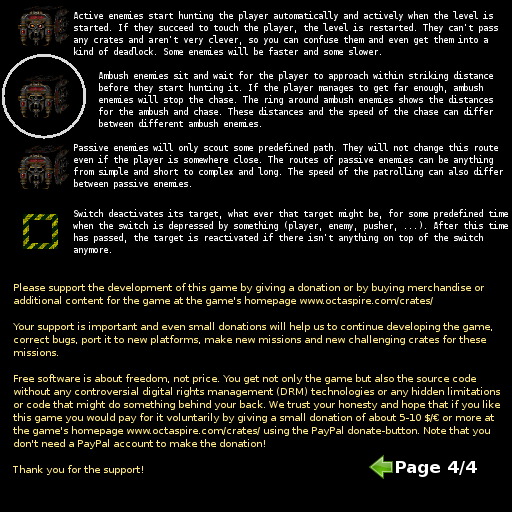 Active enemies start hunting the player automatically and actively when the level is
started. If they succeed to touch the player, the level is restarted. They can't pass
any crates and aren't very clever, so you can confuse them and even get them into a
kind of deadlock. Some enemies will be faster and some slower.
Ambush enemies sit and wait for the player to approach within striking distance
before they start hunting it. If the player manages to get far enough, ambush
enemies will stop the chase. The ring around ambush enemies shows the distances
for the ambush and chase. These distances and the speed of the chase can differ
between different ambush enemies.
Passive enemies will only scout some predefined path. They will not change this route
even if the player is somewhere close. The routes of passive enemies can be anything
from simple and short to complex and long. The speed of the patrolling can also differ
between passive enemies.
Switch deactivates its target, what ever that target might be, for some predefined time
when the switch is depressed by something (player, enemy, pusher, ...). After this time
has passed, the target is reactivated if there isn't anything on top of the switch
anymore.
Please support the development of this game by giving a donation or by buying merchandise or
additional content for the game at the game's homepage www.octaspire.com/crates/
Your support is important and even small donations will help us to continue developing the game,
correct bugs, port it to new platforms, make new missions and new challenging crates for these
missions.
Free software is about freedom, not price. You get not only the game but also the source code
without any controversial digital rights management (DRM) technologies or any hidden limitations
or code that might do something behind your back. We trust your honesty and hope that if you like
this game you would pay for it voluntarily by giving a small donation of about 5-10 $/€ or more at
the game's homepage www.octaspire.com/crates/ using the PayPal donate-button. Note that you
don't need a PayPal account to make the donation!
Thank you for the support!
Page 4/4